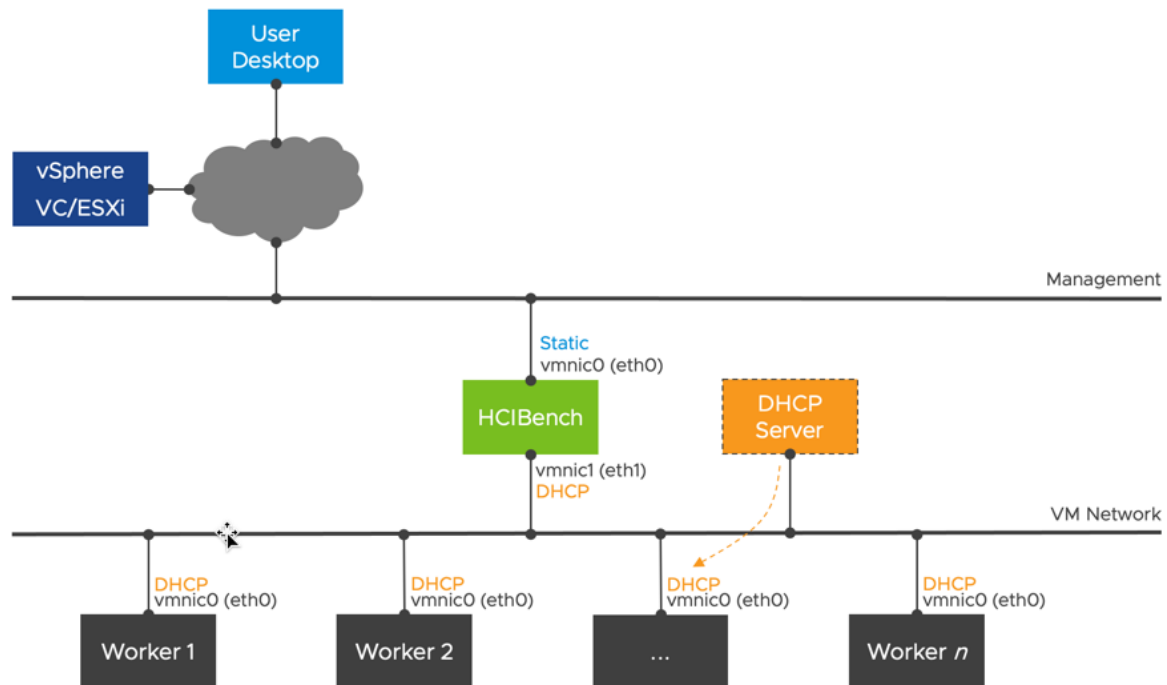 User
Desktop
vSphere
VC/ESXi
Management
Static
vmnic0 (eth0)
HCIBench
DHCP
Server
vmnic1 (eth1)
DHCP
VM Network
DHCP
vmnic0 (eth0)
DHCP
vmnic0 (eth0)
DHCP
vmnic0 (eth0)
DHCP
vmnic0 (eth0)
Worker 1
Worker 2
...
Worker n